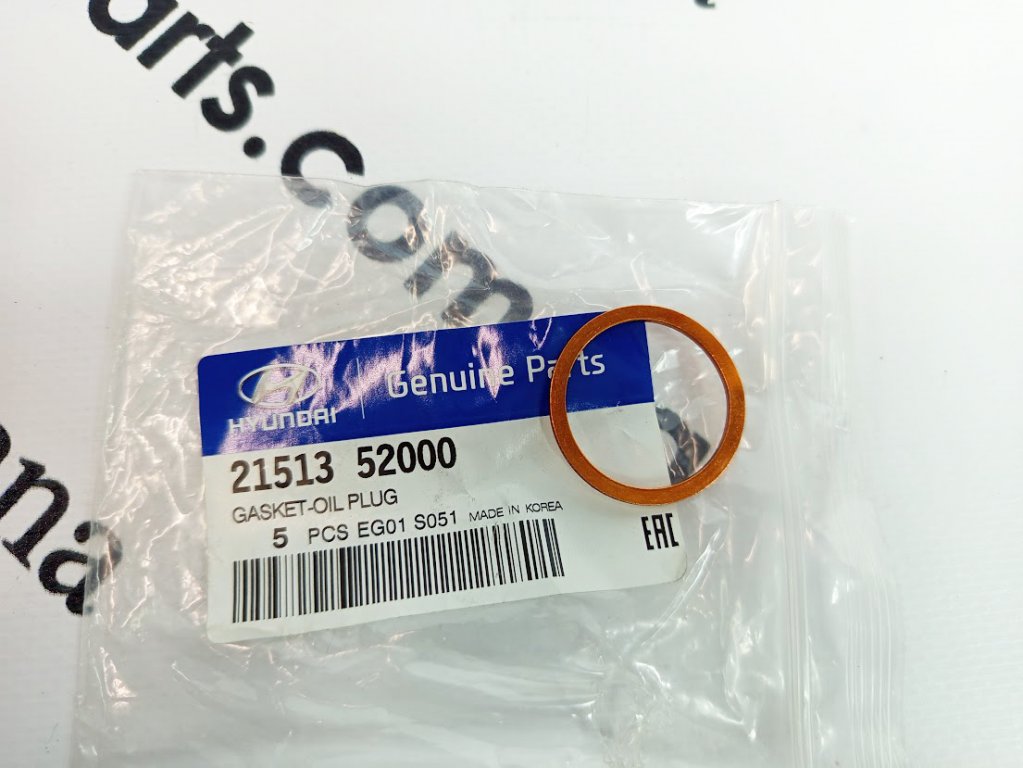 arts.com
HYUNDAI
Genuine Parts
21513 52000
GASKET-OIL PLUG
5 PCS EG01 S051 MADE IN KOREA
EAC